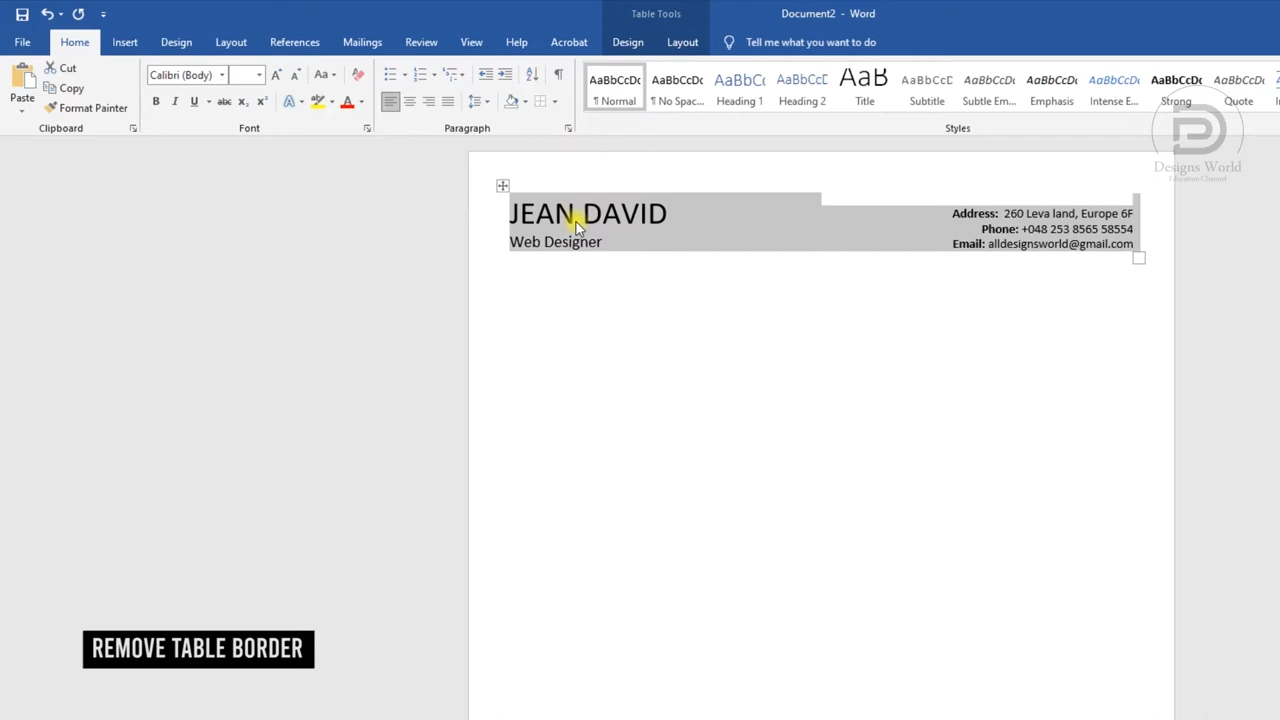 Table Tools
Document2 - Word
File Home Insert Design Layout References Mailings Review View Help Acrobat Design Layout Tell me what you want to do
Paste
Cut
Copy
Format Painter
Clipboard
Calibri (Body)
Font
Paragraph
AaBbCcDc AaBbCcDc AaBbCcC AaBbCcD AaB AaBbCcD AaBbCcDc AaBbCcDc AaBbCcDc AaBbCcDc AaBbCcDc
¶ Normal ¶ No Spac... Heading 1 Heading 2 Title Subtitle Subtle Em... Emphasis Intense E... Strong Quote
Styles
Designs World
Education Channel
JEAN DAVID
Web Designer
Address: 260 Leva land, Europe 6F
Phone: +048 253 8565 58554
Email: alldesignsworld@gmail.com
REMOVE TABLE BORDER